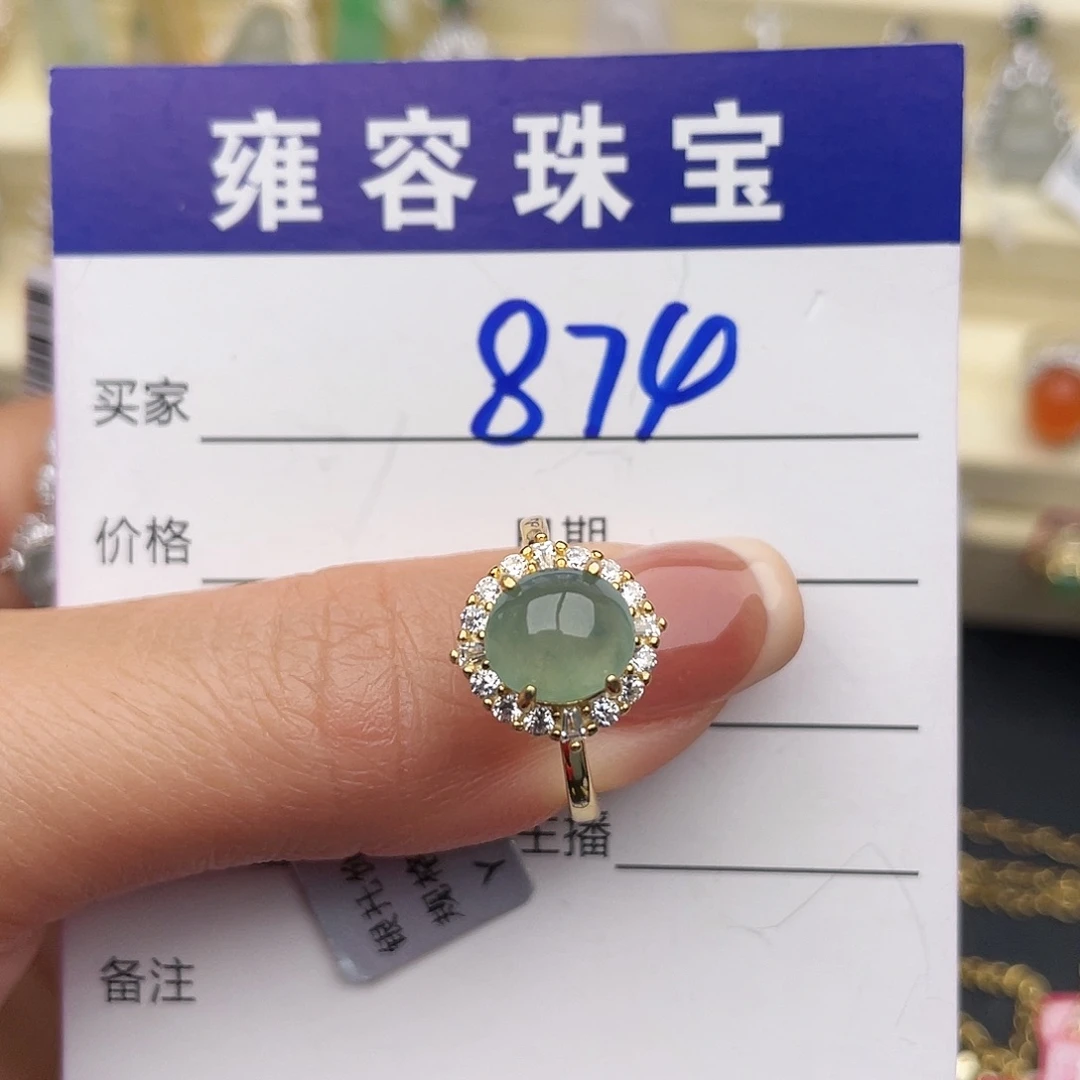 雍容珠宝
买家 874
价格 日期
主播
备注